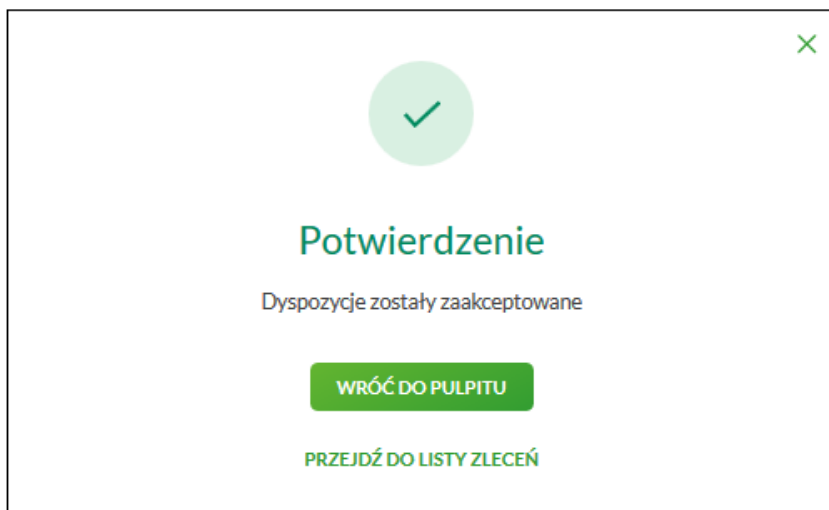 Potwierdzenie
Dyspozycje zostały zaakceptowane
WRÓĆ DO PULPITU
PRZEJDŹ DO LISTY ZLECEŃ